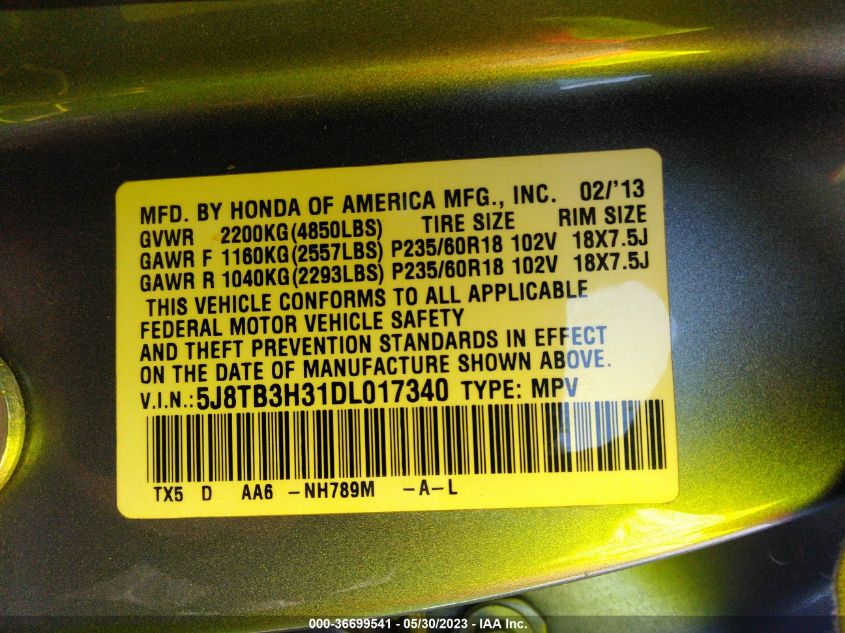 MFD. BY HONDA OF AMERICA MFG., INC. 02/'13
GVWR 2200KG(4850LBS) TIRE SIZE RIM SIZE
GAWR F 1160KG(2557LBS) P235/60R18 102V 18X7.5J
GAWR R 1040KG(2293LBS) P235/60R18 102V 18X7.5J
THIS VEHICLE CONFORMS TO ALL APPLICABLE
FEDERAL MOTOR VEHICLE SAFETY
AND THEFT PREVENTION STANDARDS IN EFFECT
ON THE DATE OF MANUFACTURE SHOWN ABOVE.
V.I.N.: 5J8TB3H31DL017340 TYPE: MPV
TX5 D AA6 -NH789M -A-L
000-36699541 - 05/30/2023 - IAA Inc.